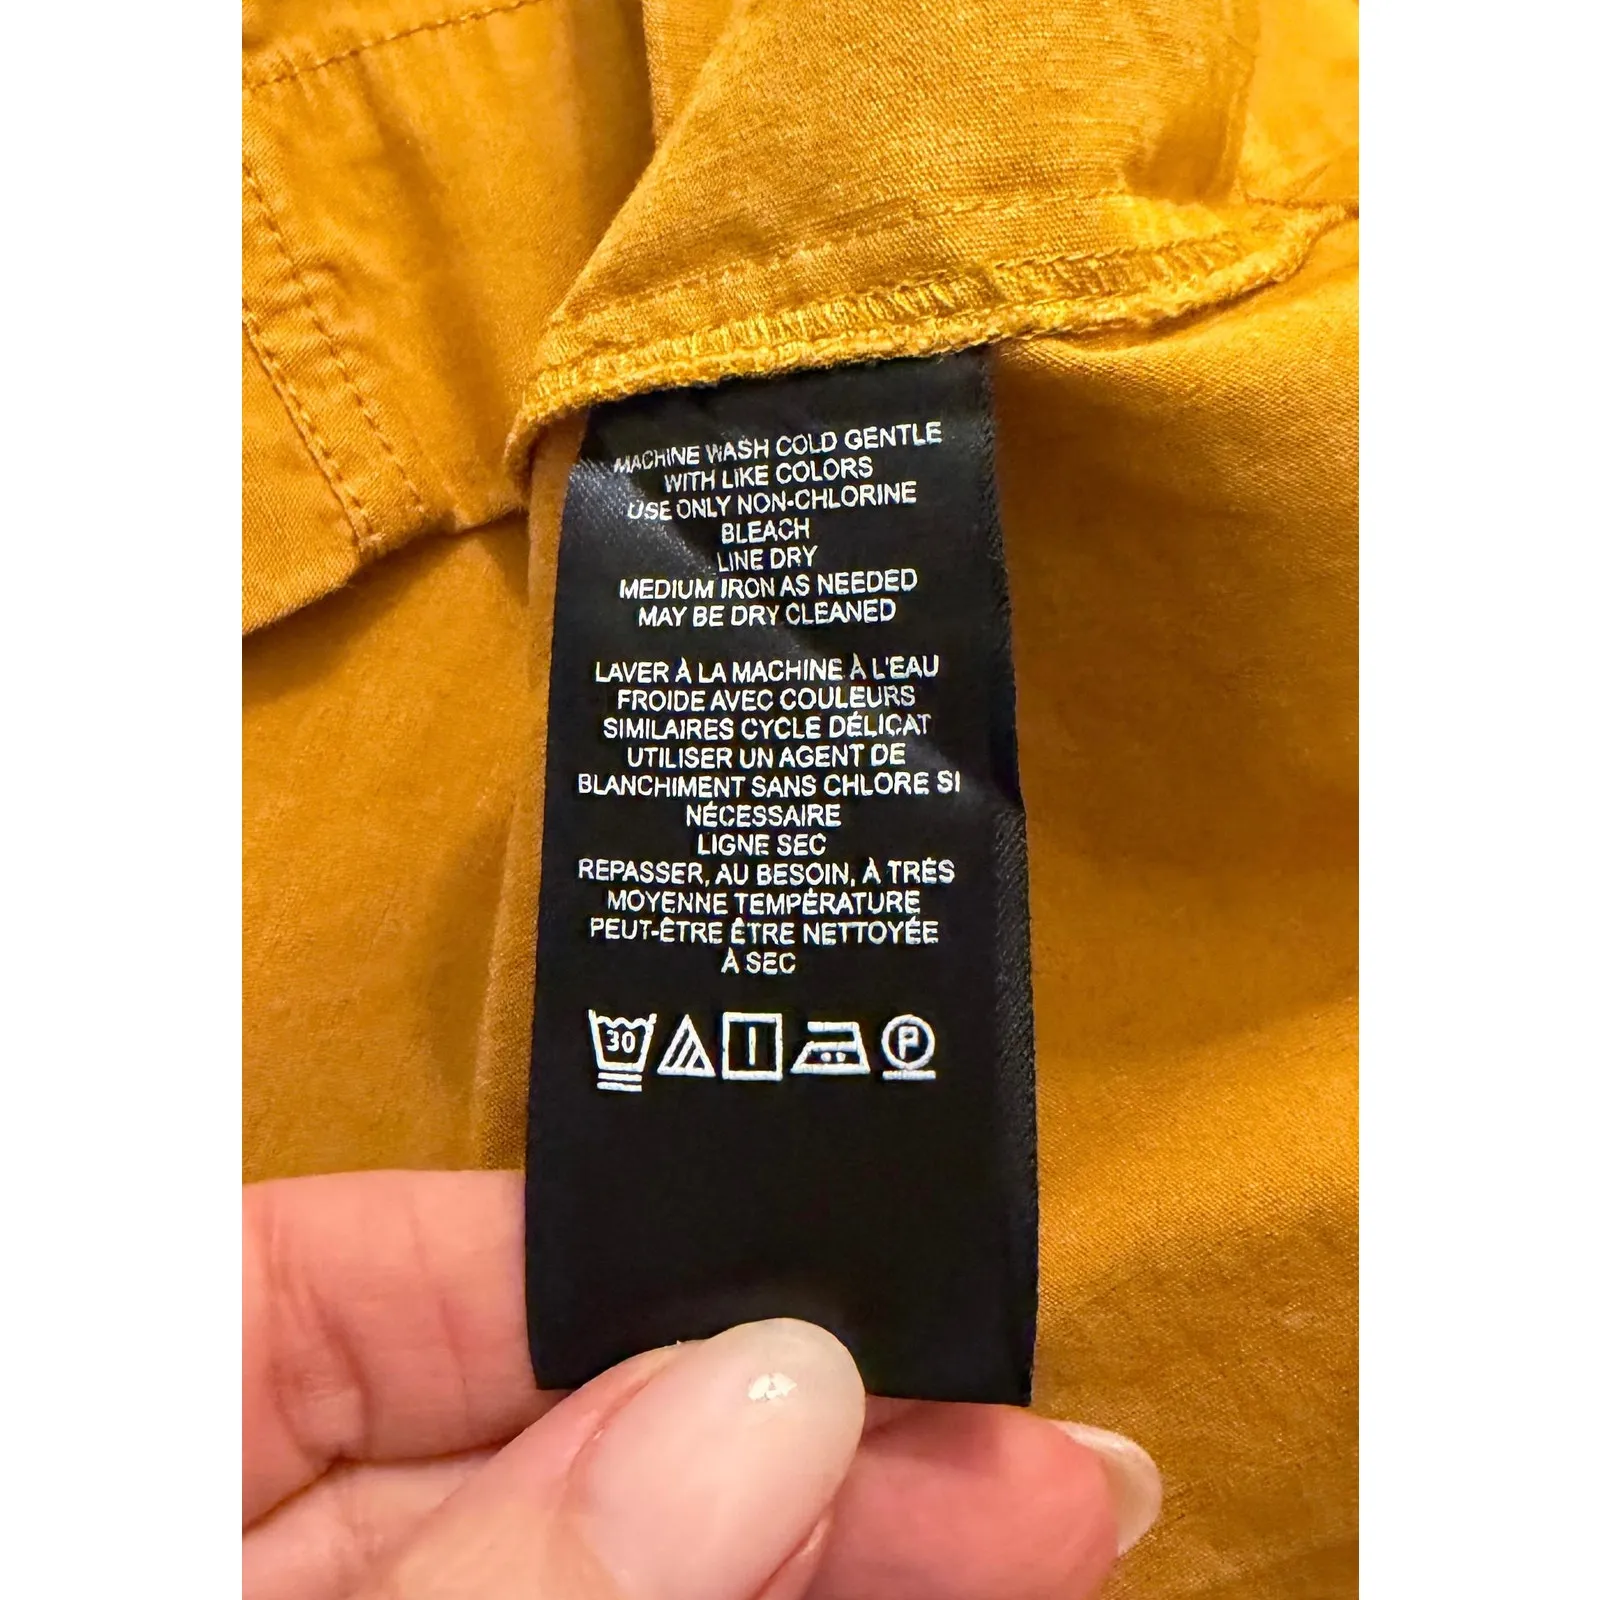 MACHINE WASH COLD GENTLE
WITH LIKE COLORS
USE ONLY NON-CHLORINE
BLEACH
LINE DRY
MEDIUM IRON AS NEEDED
MAY BE DRY CLEANED
LAVER À LA MACHINE À L'EAU
FROIDE AVEC COULEURS
SIMILAIRES CYCLE DÉLICAT
UTILISER UN AGENT DE
BLANCHIMENT SANS CHLORE SI
NÉCESSAIRE
LIGNE SEC
REPASSER, AU BESOIN, À TRÈS
MOYENNE TEMPÉRATURE
PEUT-ÊTRE ÊTRE NETTOYÉE
À SEC
30 P